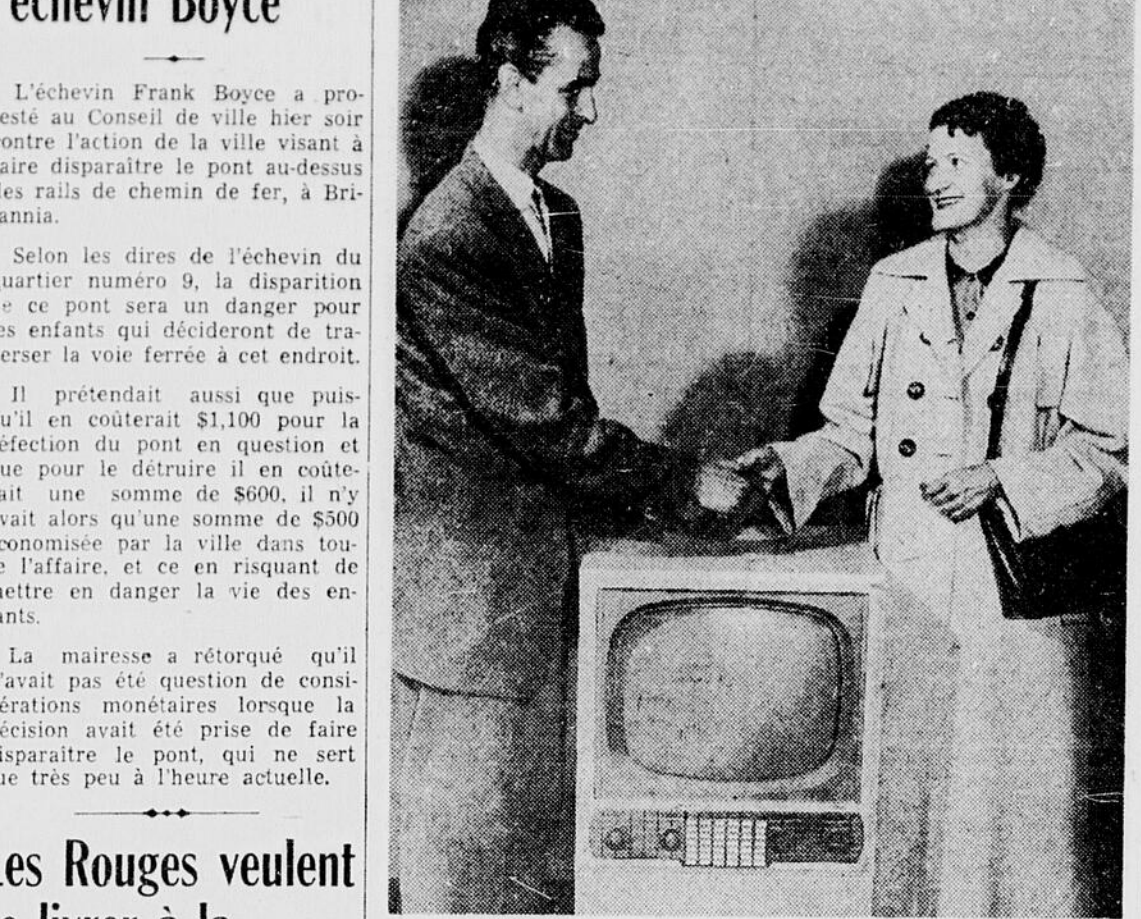 échevin Boyce
L'échevin Frank Boyce a pro-
esté au Conseil de ville hier soir
ontre l'action de la ville visant à
aire disparaître le pont au-dessus
les rails de chemin de fer, à Bri-
annia.
Selon les dires de l'échevin du
uartier numéro 9, la disparition
e ce pont sera un danger pour
es enfants qui décideront de tra-
erser la voie ferrée à cet endroit.
Il prétendait aussi que puis-
u'il en coûterait $1,100 pour la
éfection du pont en question et
ue pour le détruire il en coûte-
ait une somme de $600, il n'y
vait alors qu'une somme de $500
conomisée par la ville dans tou-
e l'affaire, et ce en risquant de
nettre en danger la vie des en-
ants.
La mairesse a rétorqué qu'il
'avait pas été question de consi-
érations monétaires lorsque la
écision avait été prise de faire
isparaître le pont, qui ne sert
ue très peu à l'heure actuelle.
Les Rouges veulent
livrer à la